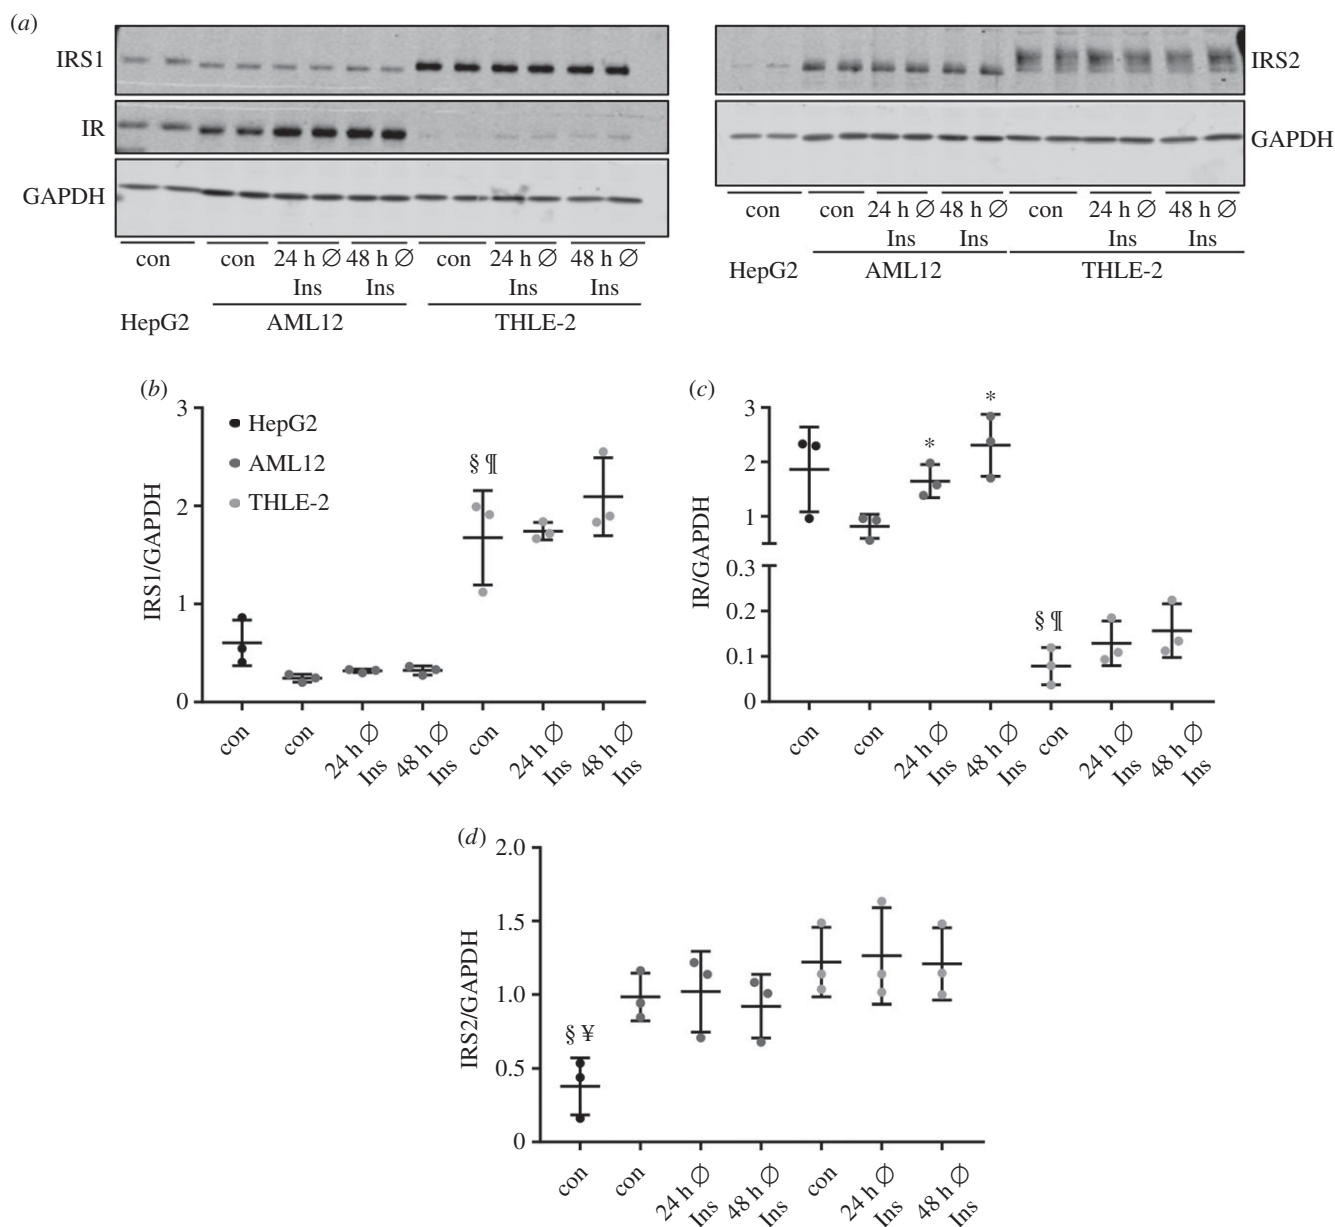 (a)
IRS1
IR
GAPDH
con con 24 h ∅ 48 h ∅ con 24 h ∅ 48 h ∅
Ins Ins Ins Ins
HepG2 AML12 THLE-2
IRS2
GAPDH
con con 24 h ∅ 48 h ∅ con 24 h ∅ 48 h ∅
Ins Ins Ins Ins
HepG2 AML12 THLE-2
(b)
3
2
1
0
IRS1/GAPDH
HepG2
AML12
THLE-2
§ ¶
con
con
24 h ∅
Ins
48 h ∅
Ins
con
24 h ∅
Ins
48 h ∅
Ins
(c)
3
2
1
0.3
0.2
0.1
0
IR/GAPDH
*
*
§ ¶
con
con
24 h ∅
Ins
48 h ∅
Ins
con
24 h ∅
Ins
48 h ∅
Ins
(d)
2.0
1.5
1.0
0.5
0
IRS2/GAPDH
§ ¥
con
con
24 h ∅
Ins
48 h ∅
Ins
con
24 h ∅
Ins
48 h ∅
Ins